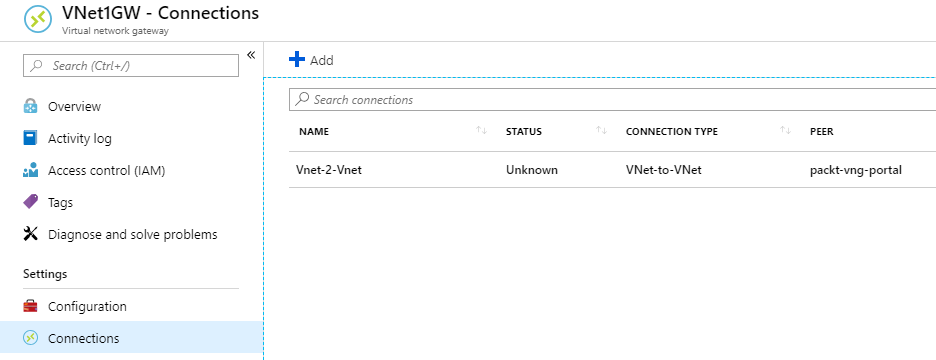 VNet1GW - Connections
Virtual network gateway
Search (Ctrl+/)
«
Overview
Activity log
Access control (IAM)
Tags
Diagnose and solve problems
Settings
Configuration
Connections
Add
Search connections
NAME STATUS CONNECTION TYPE PEER
Vnet-2-Vnet Unknown VNet-to-VNet packt-vng-portal